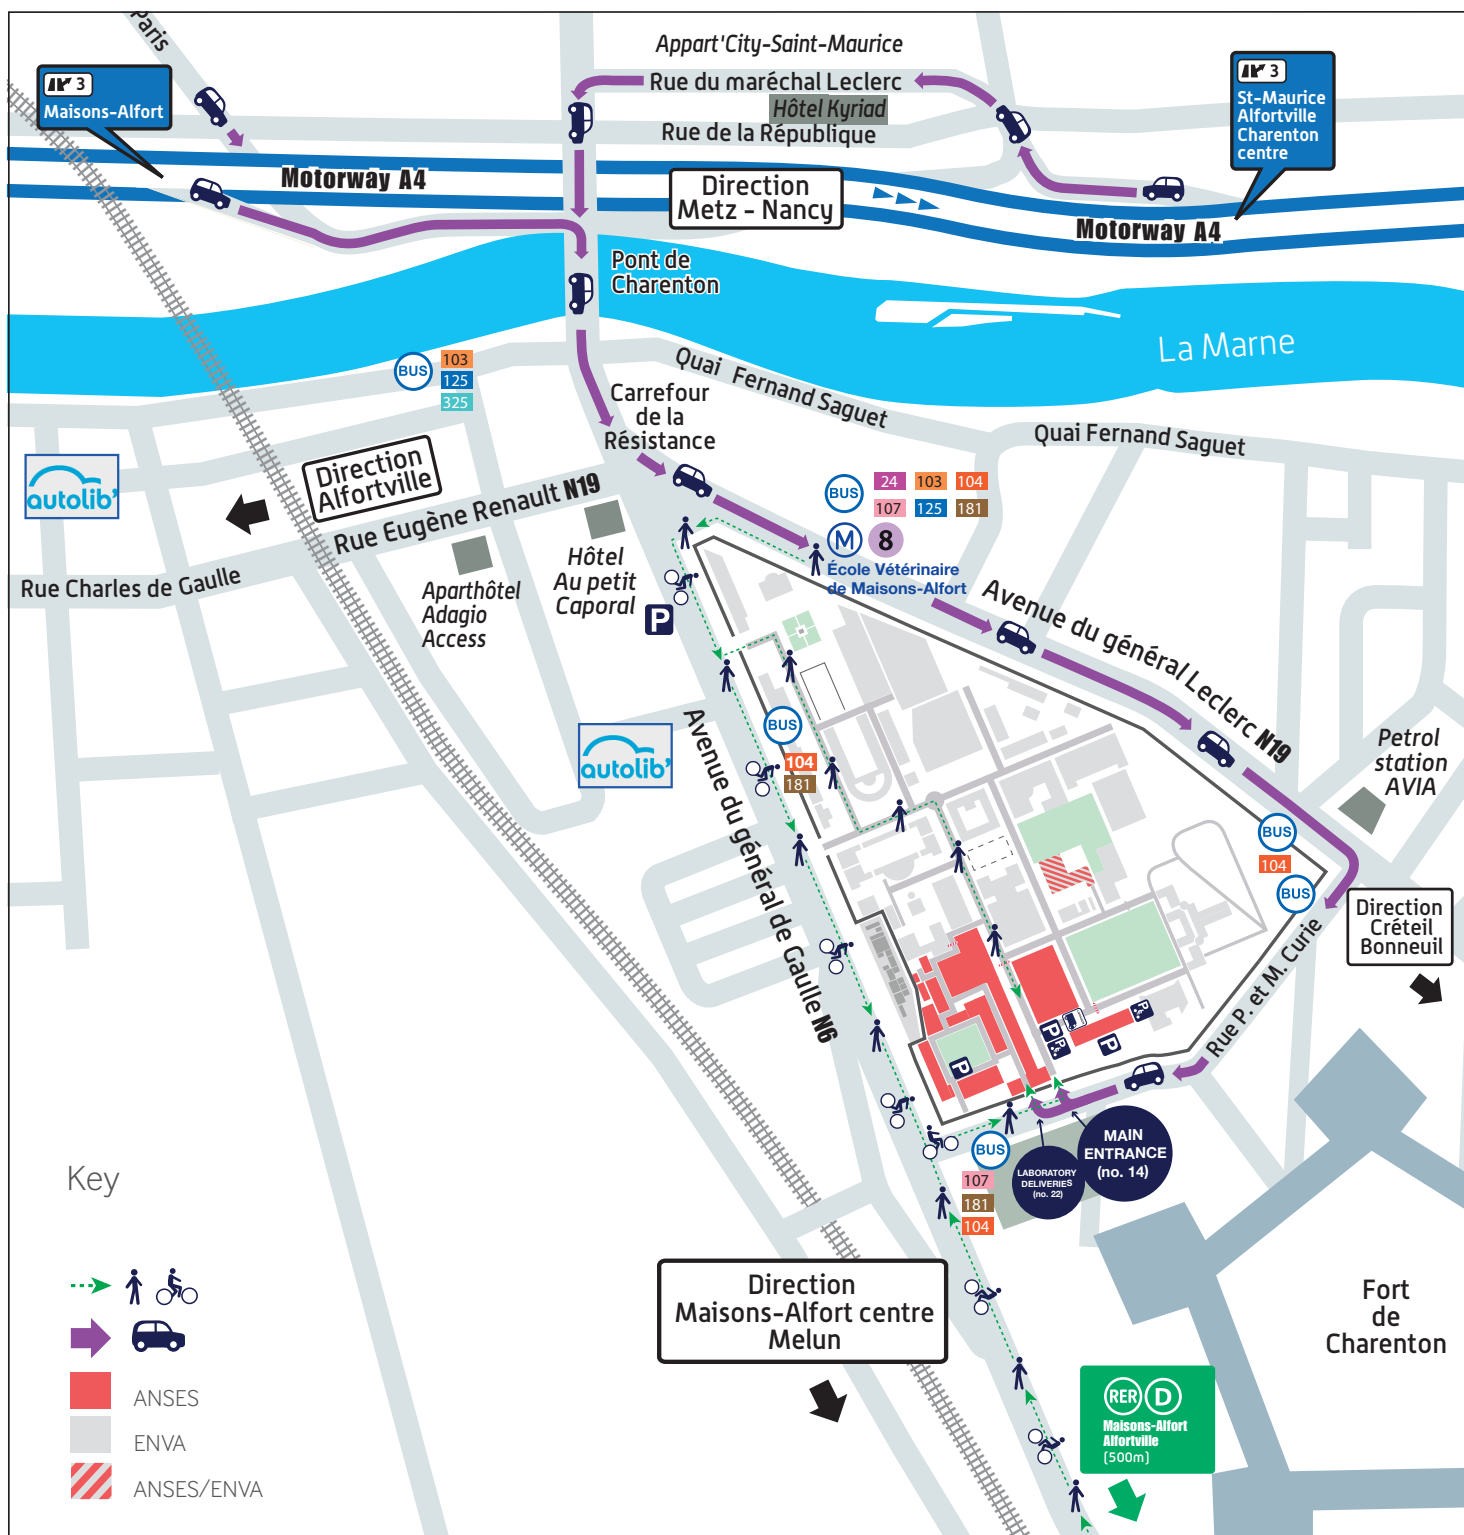 Paris
Appart'City-Saint-Maurice
Rue du maréchal Leclerc
Hôtel Kyriad
Rue de la République
3
Maisons-Alfort
3
St-Maurice
Alfortville
Charenton
centre
Motorway A4
Direction
Metz - Nancy
Motorway A4
Pont de
Charenton
La Marne
BUS
103
125
325
Quai Fernand Saguet
Quai Fernand Saguet
Carrefour
de la
Résistance
autolib'
Direction
Alfortville
Rue Eugène Renault N19
Rue Charles de Gaulle
BUS
24
103
104
107
125
181
M
8
École Vétérinaire
de Maisons-Alfort
Hôtel
Au petit
Caporal
Aparthôtel
Adagio
Access
P
Avenue du général Leclerc N19
autolib'
BUS
104
181
Avenue du général de Gaulle N6
Petrol
station
AVIA
BUS
104
BUS
Direction
Créteil
Bonneuil
Rue P. et M. Curie
P
P
P
P
P
BUS
107
181
104
LABORATORY
DELIVERIES
(no. 22)
MAIN
ENTRANCE
(no. 14)
Direction
Maisons-Alfort centre
Melun
Fort
de
Charenton
RER D
Maisons-Alfort
Alfortville
(500m)
Key
ANSES
ENVA
ANSES/ENVA